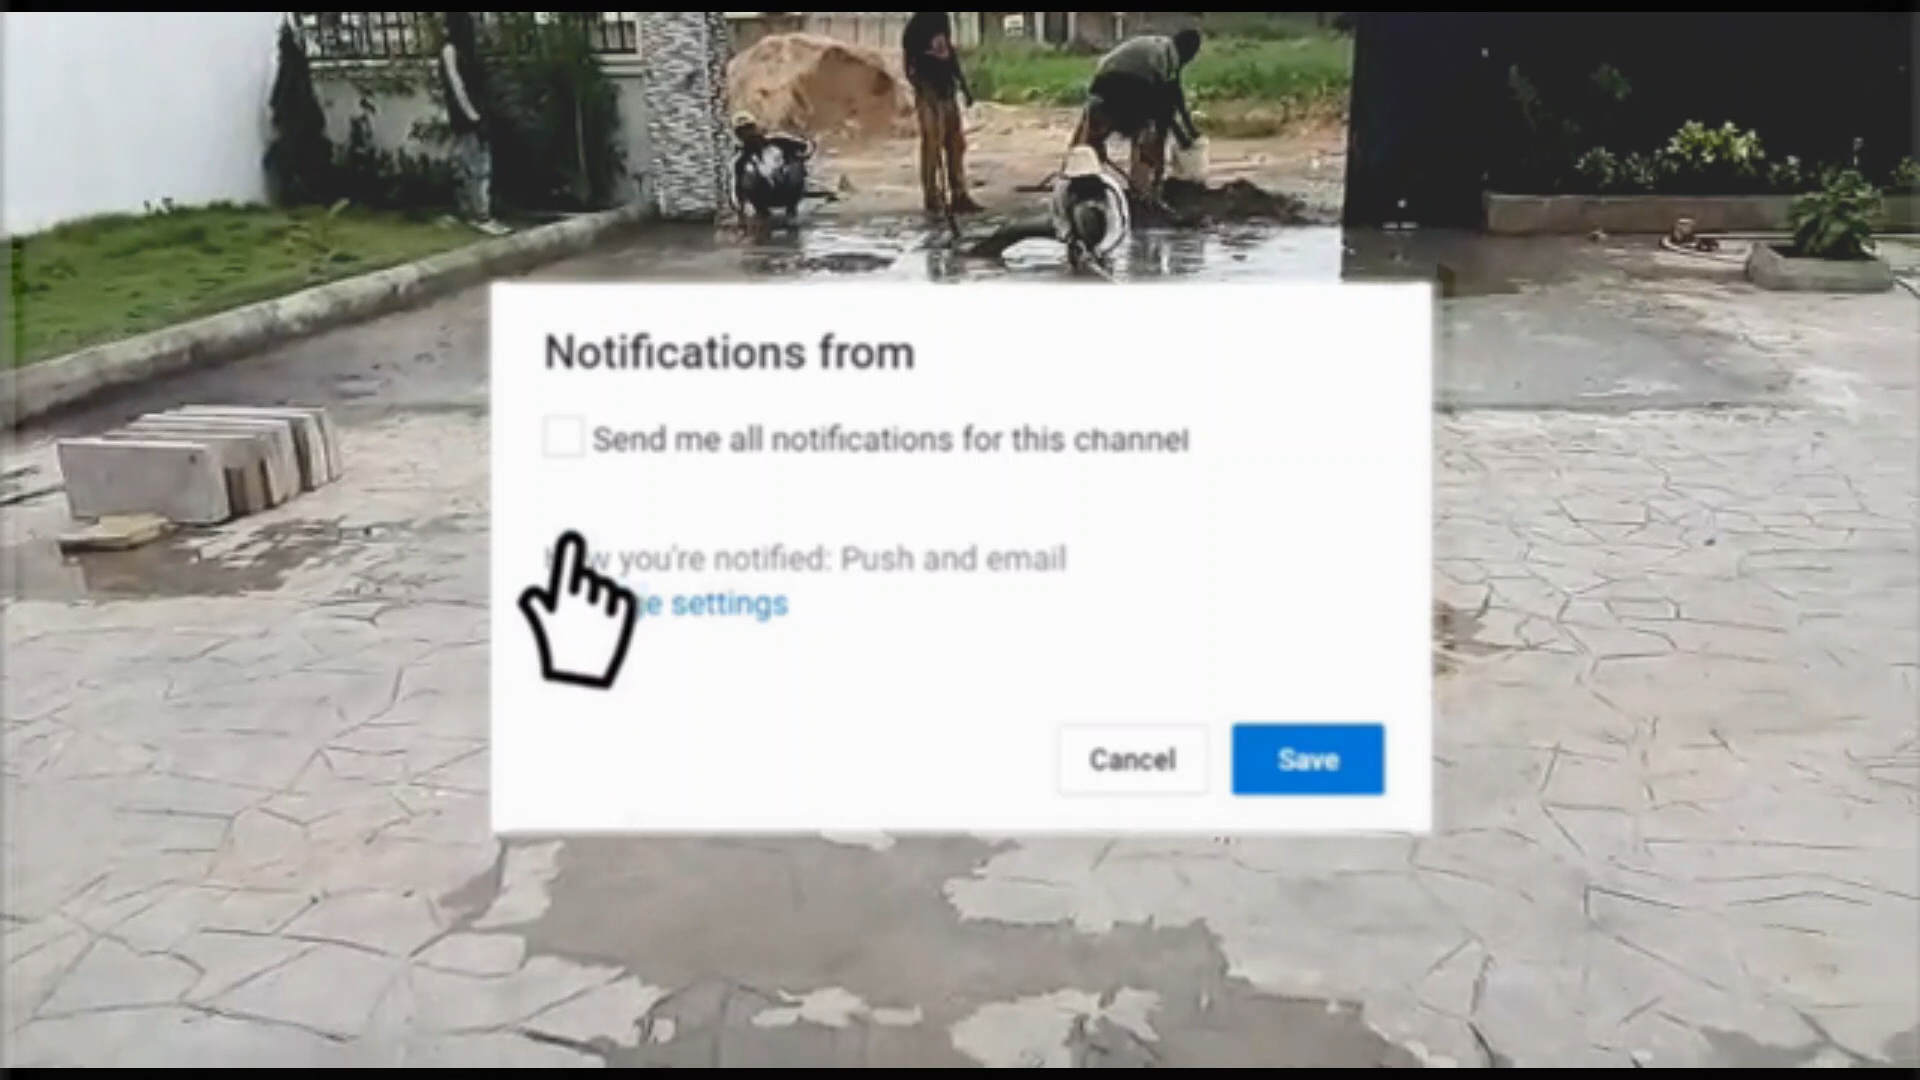 Notifications from
Send me all notifications for this channel
you're notified: Push and email
settings
Cancel
Save